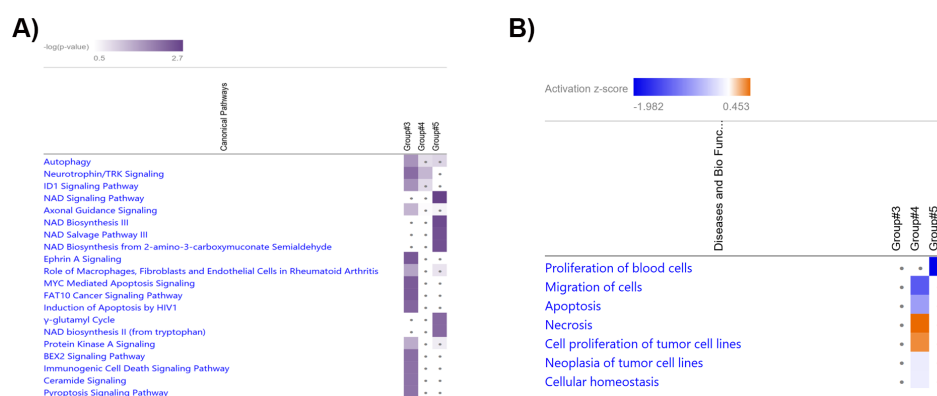 A)
-log(p-value)
0.5 2.7
Canonical Pathways
Group#3
Group#4
Group#5
Autophagy
Neurotrophin/TRK Signaling
ID1 Signaling Pathway
NAD Signaling Pathway
Axonal Guidance Signaling
NAD Biosynthesis III
NAD Salvage Pathway III
NAD Biosynthesis from 2-amino-3-carboxymuconate Semialdehyde
Ephrin A Signaling
Role of Macrophages, Fibroblasts and Endothelial Cells in Rheumatoid Arthritis
MYC Mediated Apoptosis Signaling
FAT10 Cancer Signaling Pathway
Induction of Apoptosis by HIV1
γ-glutamyl Cycle
NAD biosynthesis II (from tryptophan)
Protein Kinase A Signaling
BEX2 Signaling Pathway
Immunogenic Cell Death Signaling Pathway
Ceramide Signaling
Pyroptosis Signaling Pathway
B)
Activation z-score
-1.982 0.453
Diseases and Bio Func...
Group#3
Group#4
Group#5
Proliferation of blood cells
Migration of cells
Apoptosis
Necrosis
Cell proliferation of tumor cell lines
Neoplasia of tumor cell lines
Cellular homeostasis